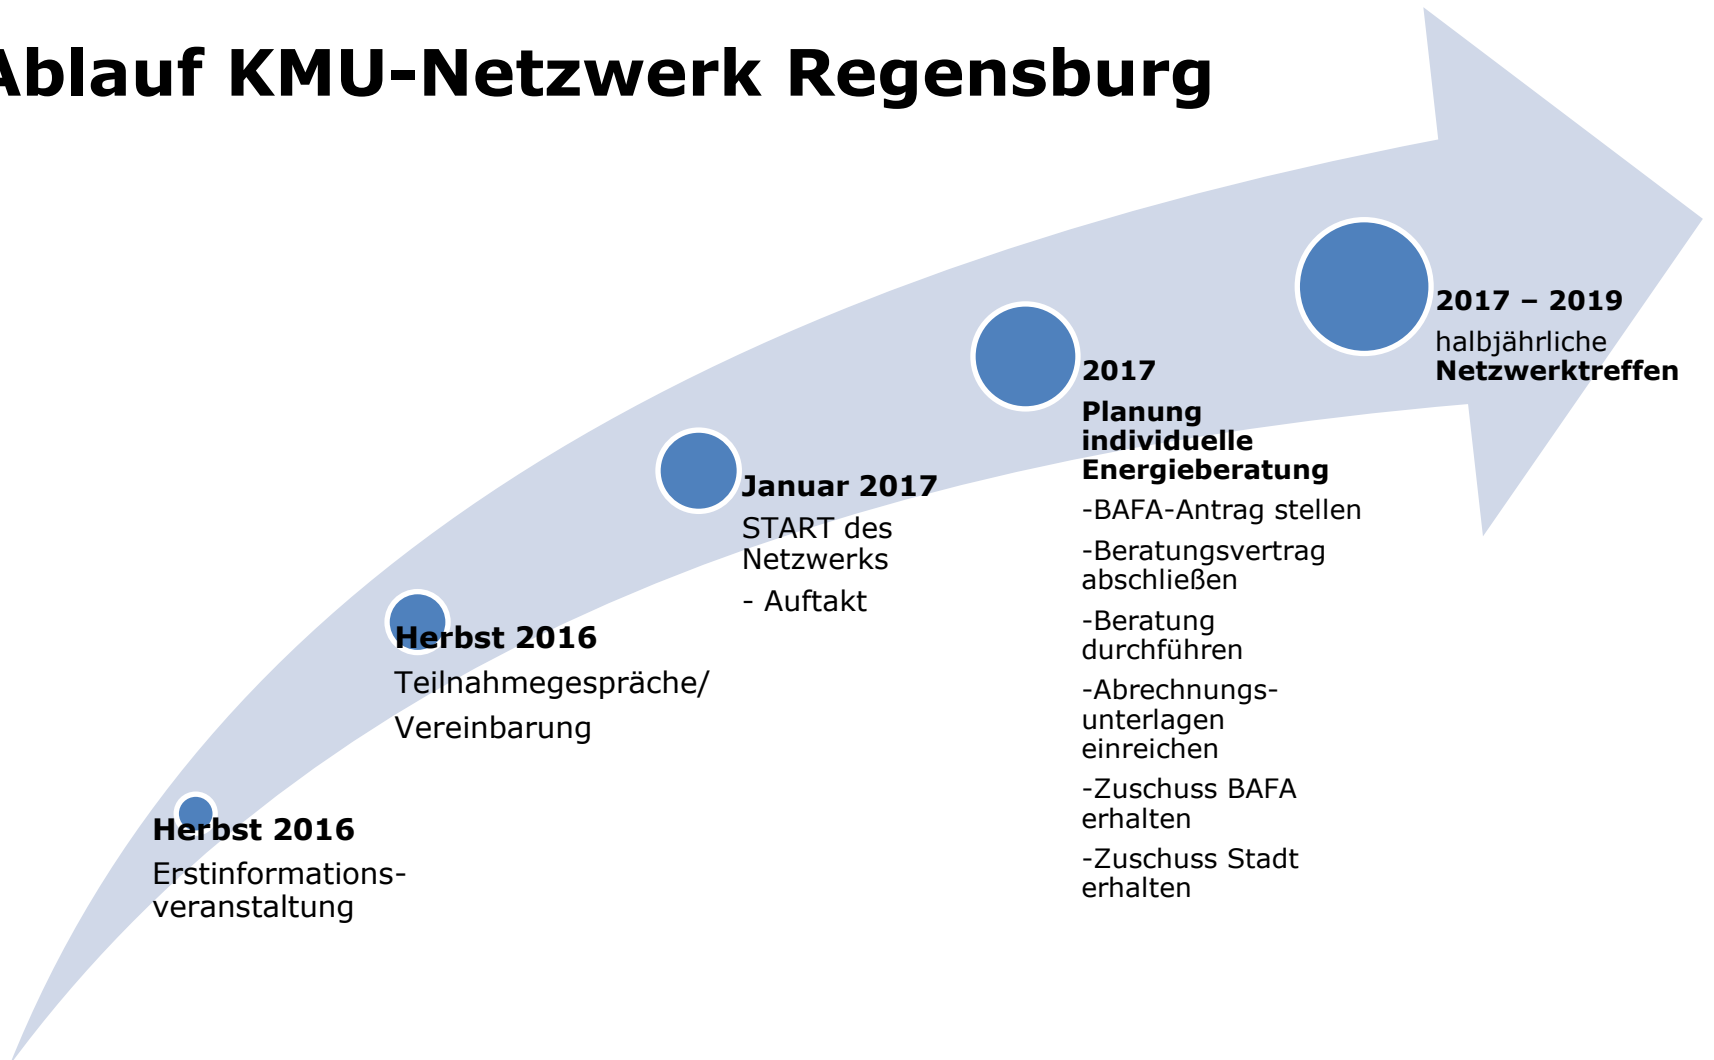 Ablauf KMU-Netzwerk Regensburg
Herbst 2016
Erstinformations-
veranstaltung
Herbst 2016
Teilnahmegespräche/
Vereinbarung
Januar 2017
START des
Netzwerks
- Auftakt
2017
Planung
individuelle
Energieberatung
-BAFA-Antrag stellen
-Beratungsvertrag
abschließen
-Beratung
durchführen
-Abrechnungs-
unterlagen
einreichen
-Zuschuss BAFA
erhalten
-Zuschuss Stadt
erhalten
2017 – 2019
halbjährliche
Netzwerktreffen